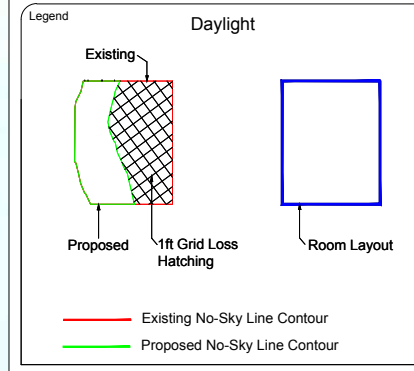 Legend
Daylight
Existing
Proposed
1ft Grid Loss
Hatching
Room Layout
Existing No-Sky Line Contour
Proposed No-Sky Line Contour